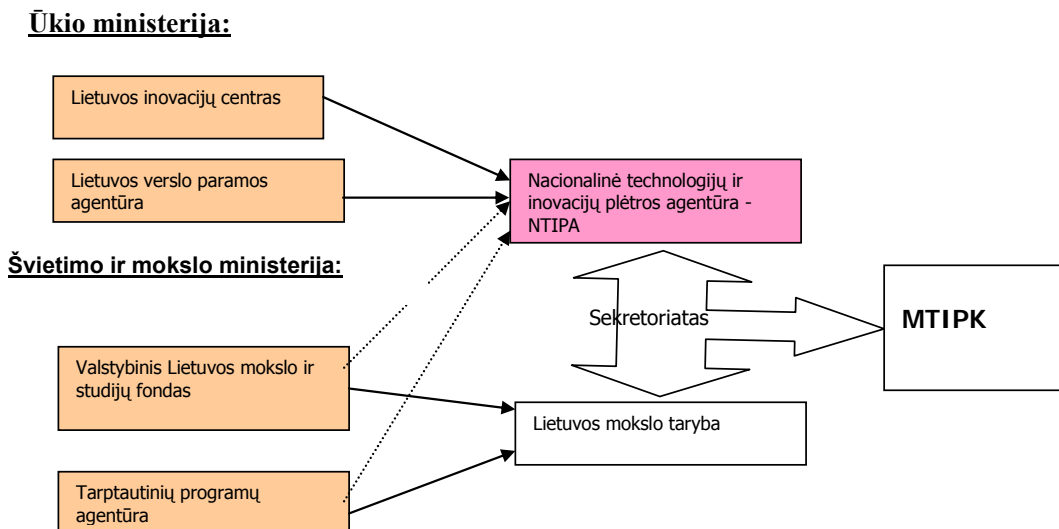 Ūkio ministerija:
Lietuvos inovacijų centras
Lietuvos verslo paramos
agentūra
Nacionalinė technologijų ir
inovacijų plėtros agentūra -
NTIPA
Švietimo ir mokslo ministerija:
Sekretoriatas
MTIPK
Valstybinis Lietuvos mokslo ir
studijų fondas
Lietuvos mokslo taryba
Tarptautinių programų
agentūra